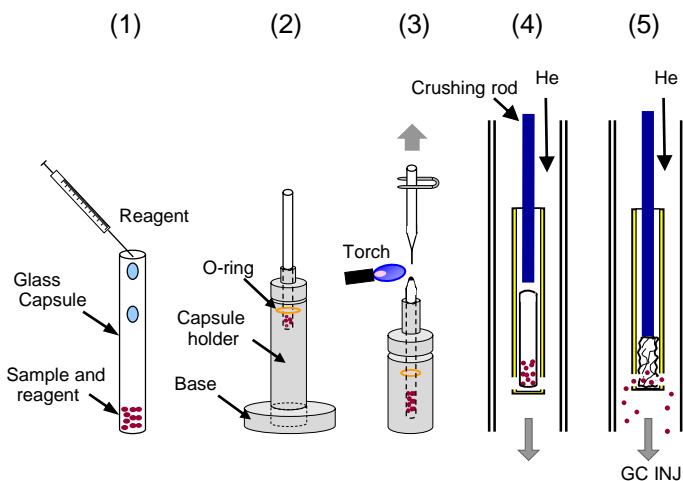 (1)
(2)
(3)
(4)
(5)
Crushing rod
He
He
Reagent
Torch
O-ring
Glass
Capsule
Capsule
holder
Sample and
reagent
Base
GC INJ